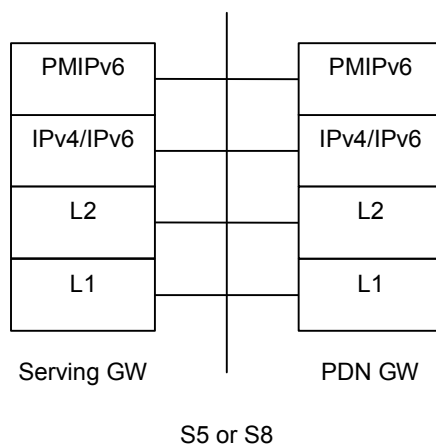 PMIPv6 PMIPv6
IPv4/IPv6 IPv4/IPv6
L2 L2
L1 L1
Serving GW PDN GW
S5 or S8